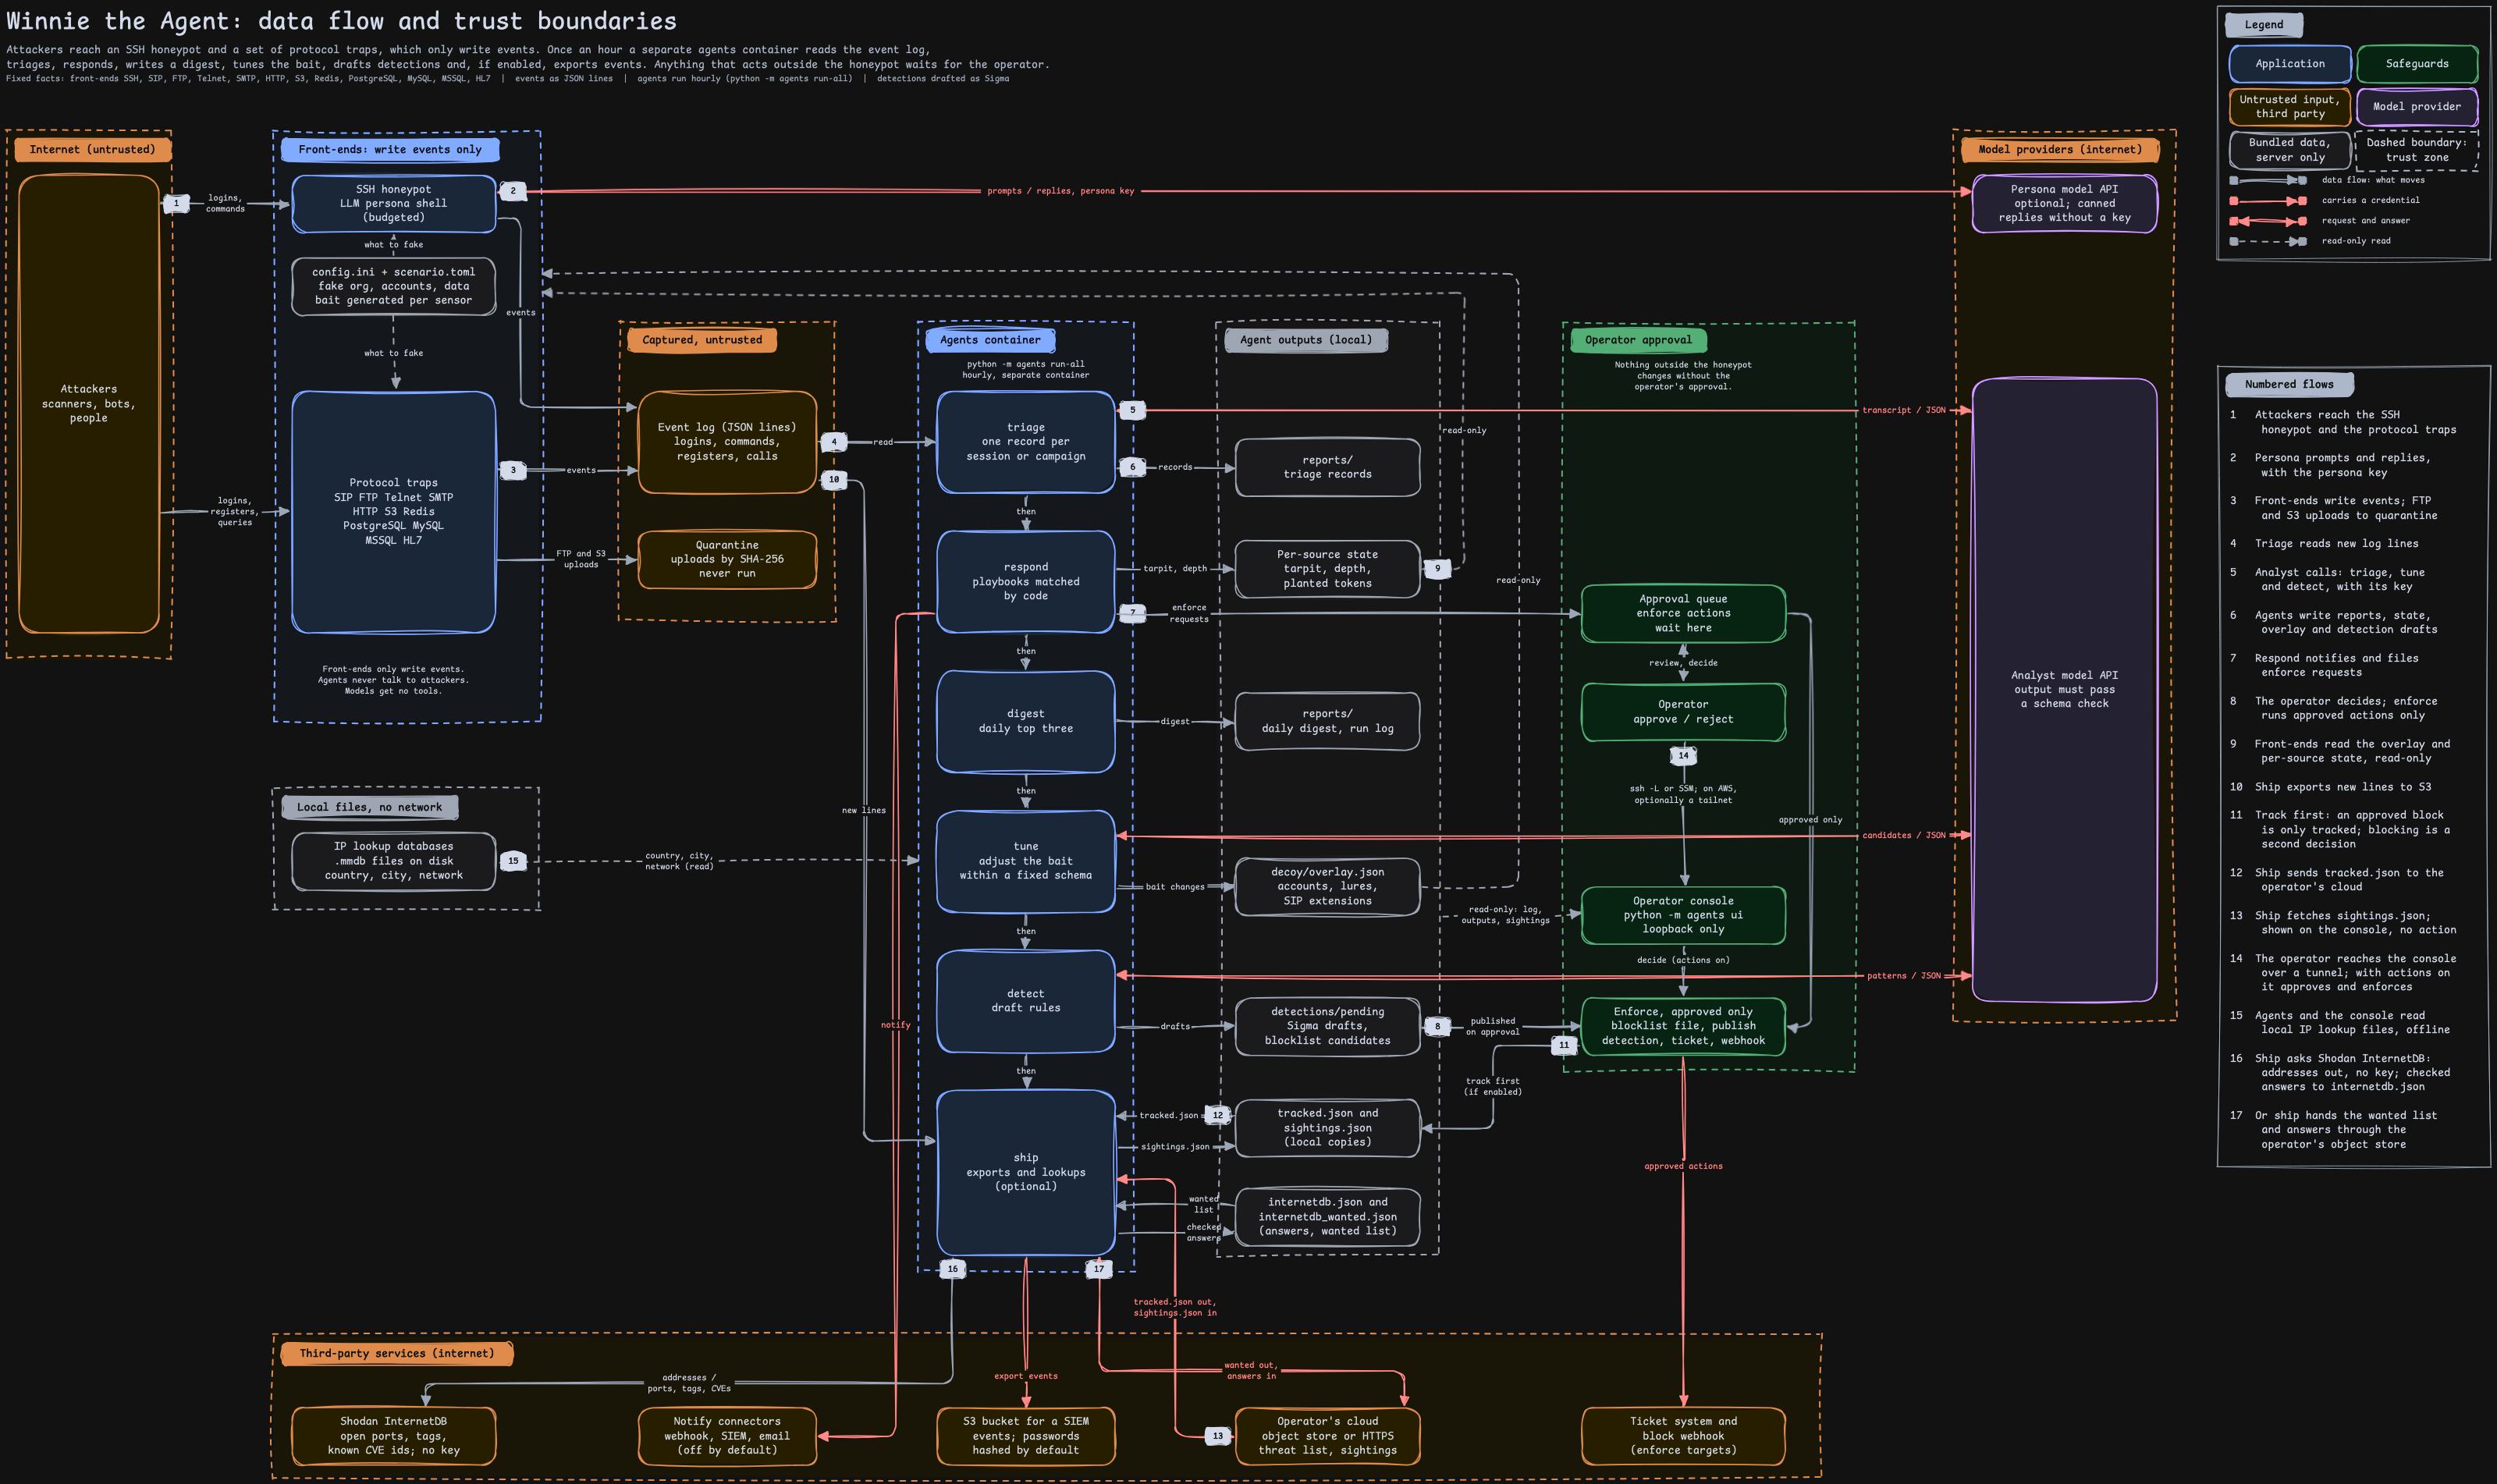 Winnie the Agent: data flow and trust boundaries
Attackers reach an SSH honeypot and a set of protocol traps, which only write events. Once an hour a separate agents container reads the event log,
triages, responds, writes a digest, tunes the bait, drafts detections and, if enabled, exports events. Anything that acts outside the honeypot waits for the operator.
Fixed facts: front-ends SSH, SIP, FTP, Telnet, SMTP, HTTP, S3, Redis, PostgreSQL, MySQL, MSSQL, HL7 | events as JSON lines | agents run hourly (python -m agents run-all) | detections drafted as Sigma
Legend
Application
Safeguards
Untrusted input,
third party
Model provider
Bundled data,
server only
Dashed boundary:
trust zone
data flow: what moves
carries a credential
request and answer
read-only read
Internet (untrusted)
Attackers
scanners, bots,
people
1
logins,
commands
logins,
registers,
queries
Front-ends: write events only
SSH honeypot
LLM persona shell
(budgeted)
2
prompts / replies, persona key
what to fake
config.ini + scenario.toml
fake org, accounts, data
bait generated per sensor
what to fake
events
Protocol traps
SIP FTP Telnet SMTP
HTTP S3 Redis
PostgreSQL MySQL
MSSQL HL7
3
events
FTP and S3
uploads
Front-ends only write events.
Agents never talk to attackers.
Models get no tools.
Captured, untrusted
Event log (JSON lines)
logins, commands,
registers, calls
4
read
10
new lines
Quarantine
uploads by SHA-256
never run
Local files, no network
IP lookup databases
.mmdb files on disk
country, city, network
15
country, city,
network (read)
Agents container
python -m agents run-all
hourly, separate container
triage
one record per
session or campaign
5
transcript / JSON
6
records
then
respond
playbooks matched
by code
tarpit, depth
7
enforce
requests
notify
then
digest
daily top three
digest
then
tune
adjust the bait
within a fixed schema
candidates / JSON
bait changes
then
detect
draft rules
patterns / JSON
drafts
then
ship
exports and lookups
(optional)
tracked.json
12
sightings.json
wanted
list
checked
answers
16
17
Agent outputs (local)
reports/
triage records
Per-source state
tarpit, depth,
planted tokens
9
read-only
read-only
reports/
daily digest, run log
decoy/overlay.json
accounts, lures,
SIP extensions
read-only: log,
outputs, sightings
detections/pending
Sigma drafts,
blocklist candidates
8
published
on approval
11
track first
(if enabled)
tracked.json and
sightings.json
(local copies)
internetdb.json and
internetdb_wanted.json
(answers, wanted list)
Operator approval
Nothing outside the honeypot
changes without the
operator's approval.
Approval queue
enforce actions
wait here
review, decide
Operator
approve / reject
14
ssh -L or SSM; on AWS,
optionally a tailnet
approved only
Operator console
python -m agents ui
loopback only
decide (actions on)
Enforce, approved only
blocklist file, publish
detection, ticket, webhook
approved actions
Model providers (internet)
Persona model API
optional; canned
replies without a key
Analyst model API
output must pass
a schema check
Numbered flows
1 Attackers reach the SSH
honeypot and the protocol traps
2 Persona prompts and replies,
with the persona key
3 Front-ends write events; FTP
and S3 uploads to quarantine
4 Triage reads new log lines
5 Analyst calls: triage, tune
and detect, with its key
6 Agents write reports, state,
overlay and detection drafts
7 Respond notifies and files
enforce requests
8 The operator decides; enforce
runs approved actions only
9 Front-ends read the overlay and
per-source state, read-only
10 Ship exports new lines to S3
11 Track first: an approved block
is only tracked; blocking is a
second decision
12 Ship sends tracked.json to the
operator's cloud
13 Ship fetches sightings.json;
shown on the console, no action
14 The operator reaches the console
over a tunnel; with actions on
it approves and enforces
15 Agents and the console read
local IP lookup files, offline
16 Ship asks Shodan InternetDB:
addresses out, no key; checked
answers to internetdb.json
17 Or ship hands the wanted list
and answers through the
operator's object store
Third-party services (internet)
tracked.json out,
sightings.json in
addresses /
ports, tags, CVEs
export events
wanted out,
answers in
Shodan InternetDB
open ports, tags,
known CVE ids; no key
Notify connectors
webhook, SIEM, email
(off by default)
S3 bucket for a SIEM
events; passwords
hashed by default
13
Operator's cloud
object store or HTTPS
threat list, sightings
Ticket system and
block webhook
(enforce targets)